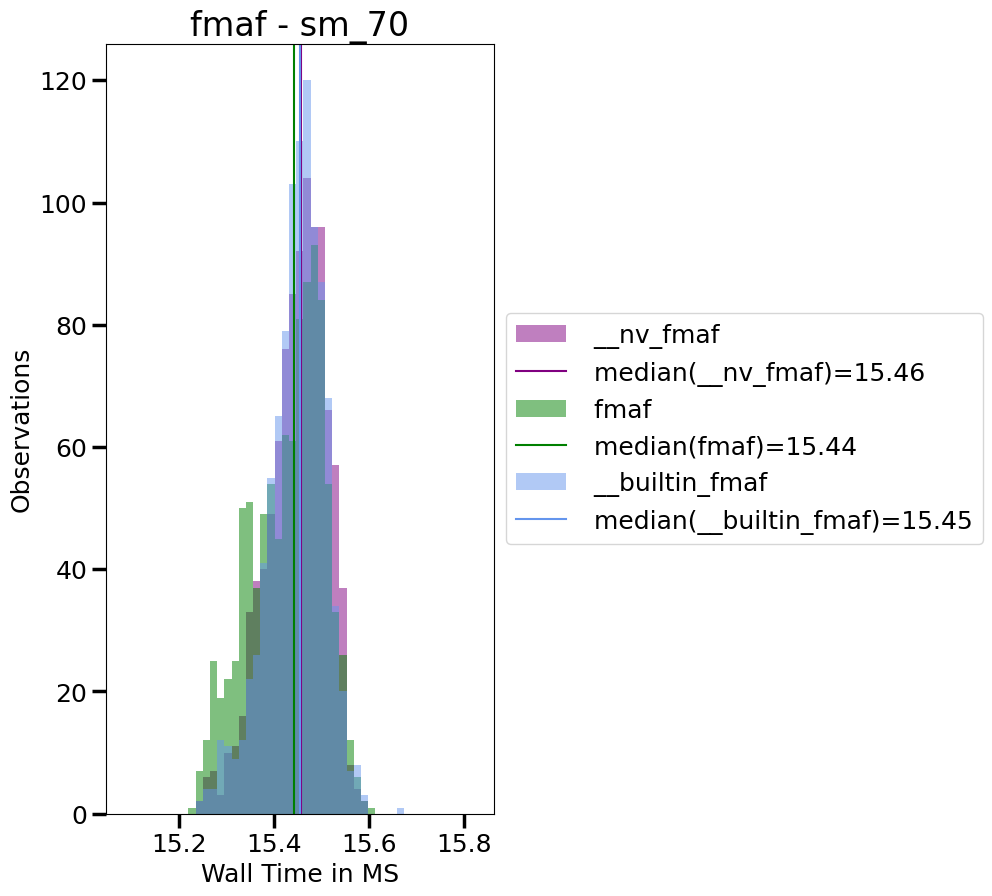 fmaf - sm_70
120
100
80
60
40
20
0
Observations
15.2 15.4 15.6 15.8
Wall Time in MS
__nv_fmaf
median(__nv_fmaf)=15.46
fmaf
median(fmaf)=15.44
__builtin_fmaf
median(__builtin_fmaf)=15.45